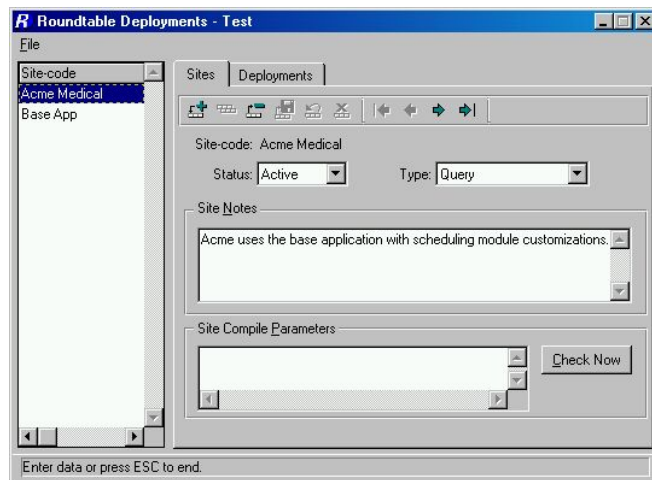 Roundtable Deployments - Test
File
Site-code
Acme Medical
Base App
Sites Deployments
Site-code: Acme Medical
Status: Active Type: Query
Site Notes
Acme uses the base application with scheduling module customizations.
Site Compile Parameters
Check Now
Enter data or press ESC to end.